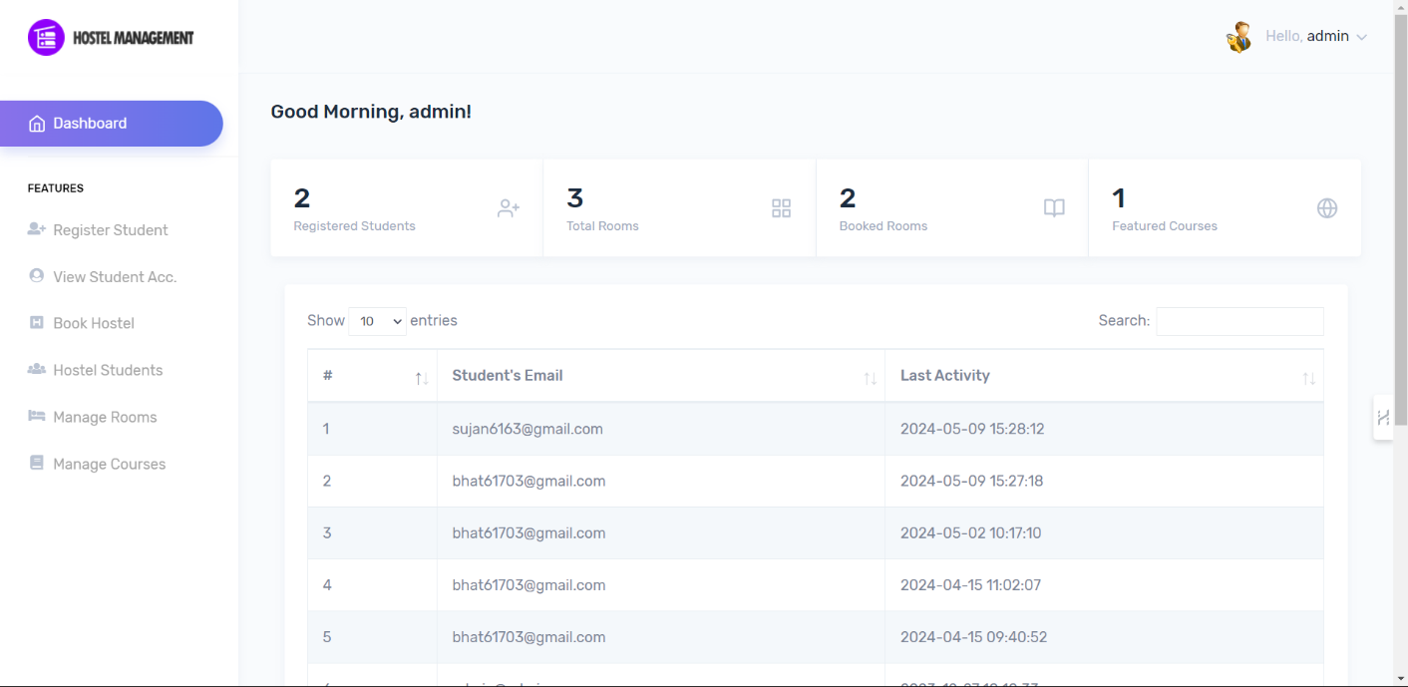 HOSTEL MANAGEMENT
Hello, admin
Dashboard
FEATURES
Register Student
View Student Acc.
Book Hostel
Hostel Students
Manage Rooms
Manage Courses
Good Morning, admin!
2
Registered Students
3
Total Rooms
2
Booked Rooms
1
Featured Courses
Show 10 entries
Search:
# Student's Email Last Activity
1 sujan6163@gmail.com 2024-05-09 15:28:12
2 bhat61703@gmail.com 2024-05-09 15:27:18
3 bhat61703@gmail.com 2024-05-02 10:17:10
4 bhat61703@gmail.com 2024-04-15 11:02:07
5 bhat61703@gmail.com 2024-04-15 09:40:52